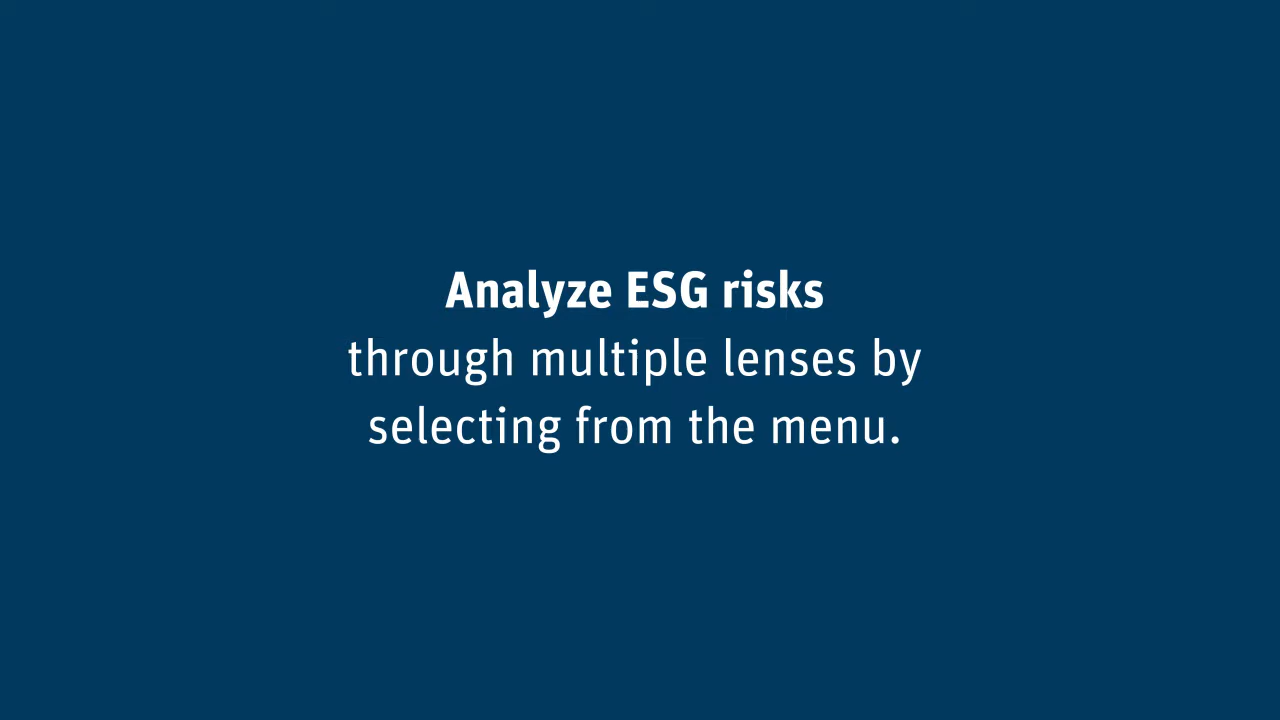 Analyze ESG risks
through multiple lenses by
selecting from the menu.